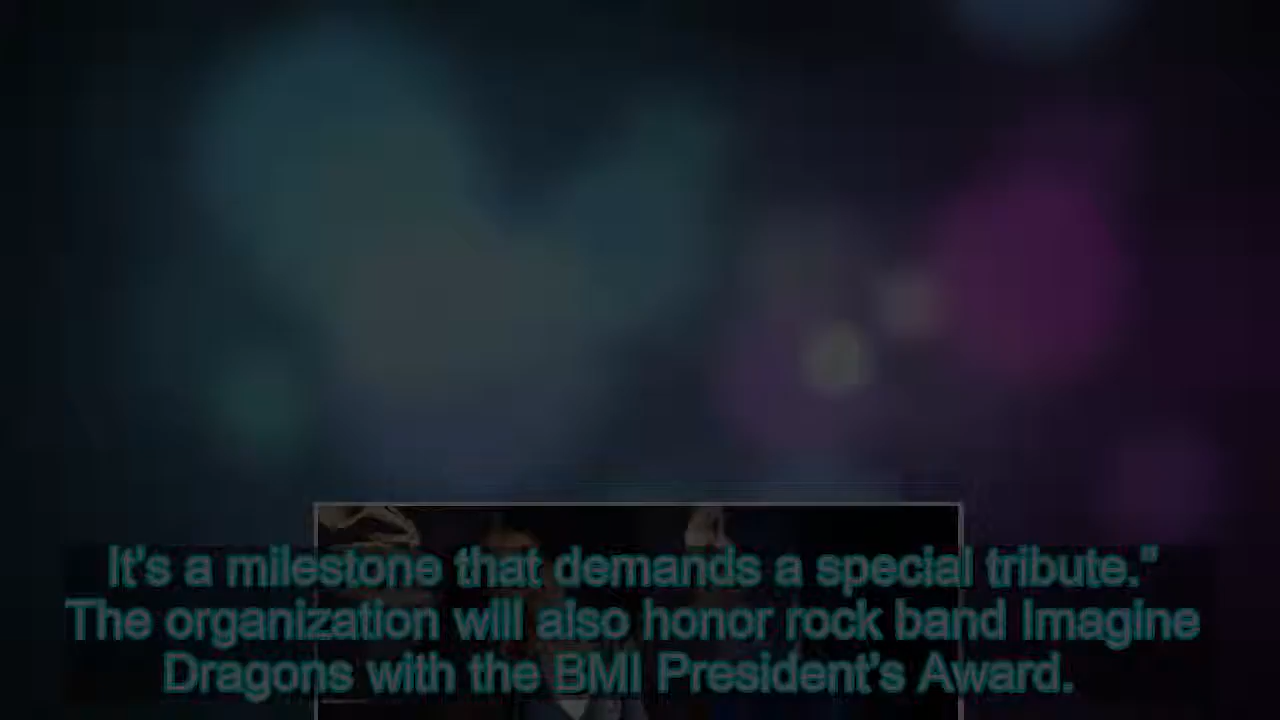 It's a milestone that demands a special tribute."
The organization will also honor rock band Imagine
Dragons with the BMI President's Award.